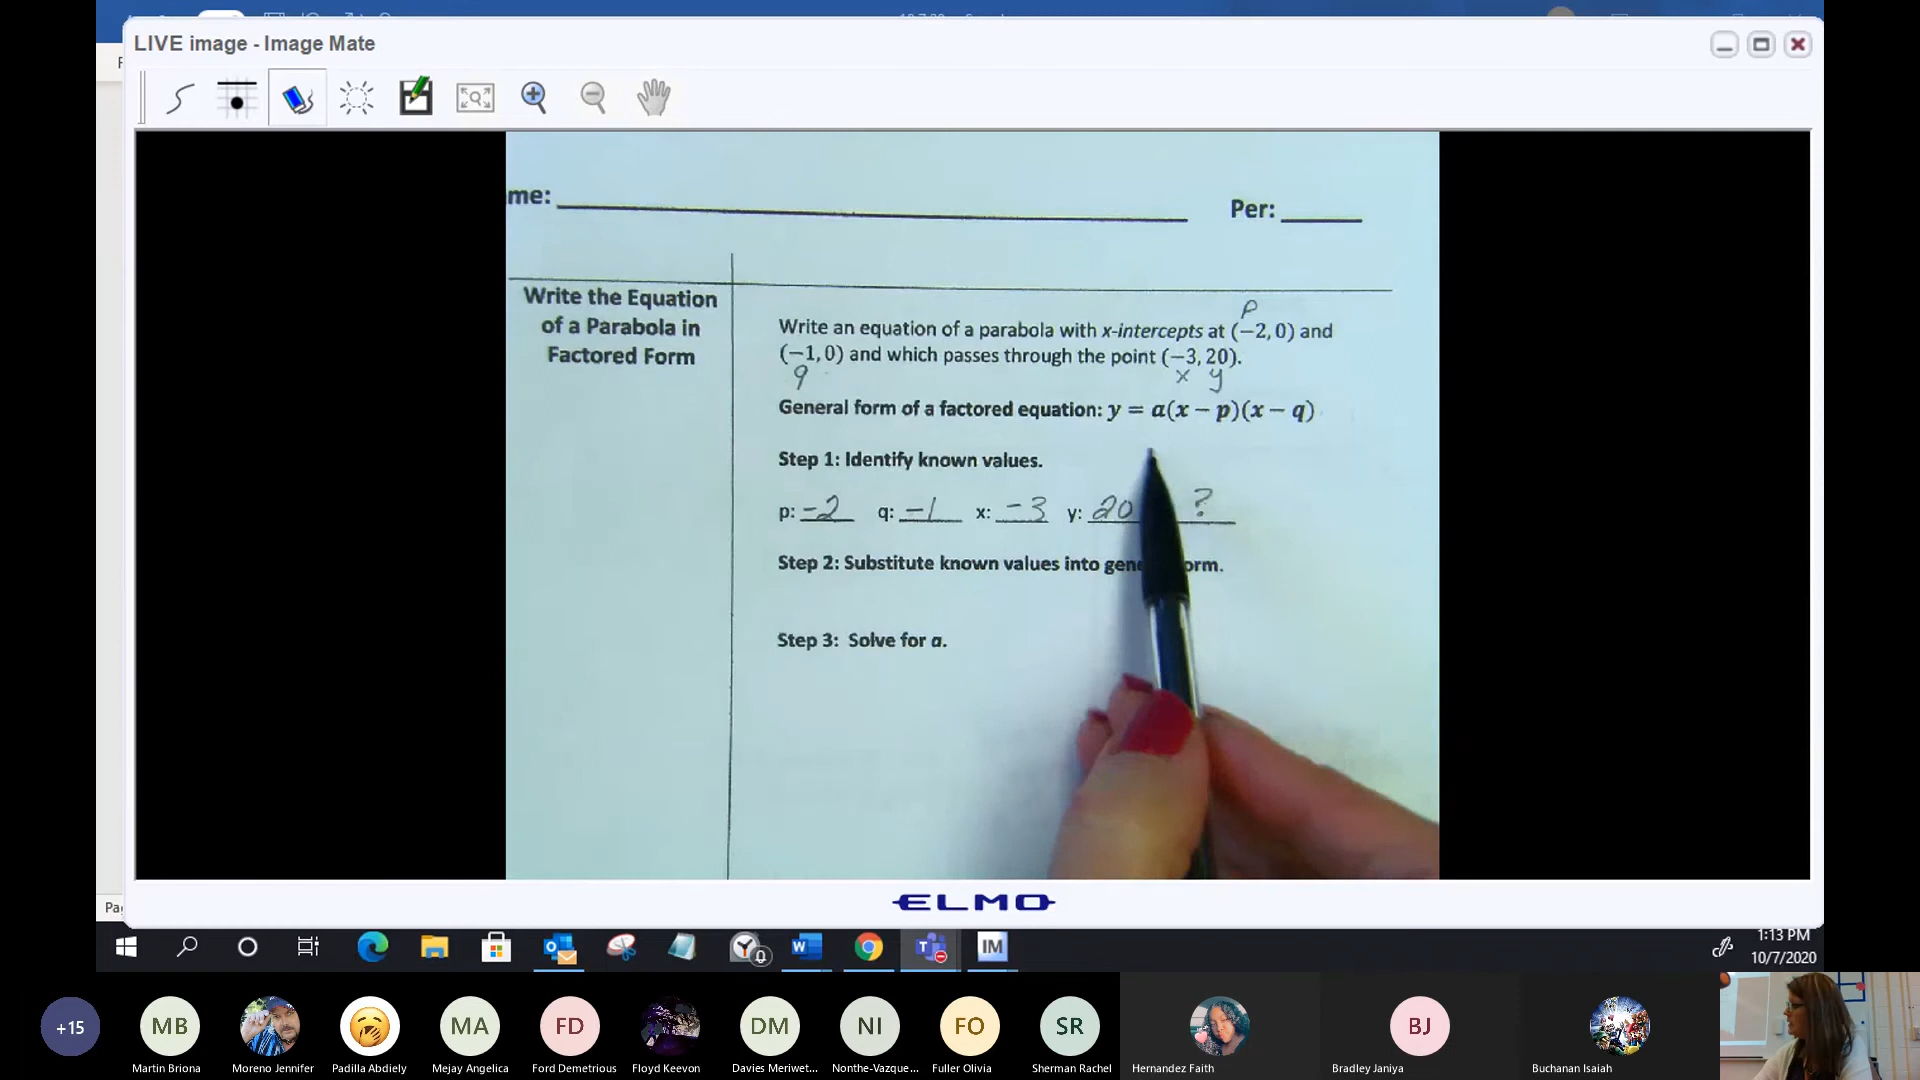 LIVE image - Image Mate
me: Per:
Write the Equation
of a Parabola in
Factored Form
p
Write an equation of a parabola with x-intercepts at (−2, 0) and
(−1, 0) and which passes through the point (−3, 20).
q x y
General form of a factored equation: y = a(x − p)(x − q)
Step 1: Identify known values.
p: -2 q: -1 x: -3 y: 20 ?
Step 2: Substitute known values into gene orm.
Step 3: Solve for a.
ELMO
Pa
IM
1:13 PM
10/7/2020
+15 MB MA FD DM NI FO SR BJ
Martin Briona Moreno Jennifer Padilla Abdiely Mejay Angelica Ford Demetrious Floyd Keevon Davies Meriwet... Nonthe-Vazque... Fuller Olivia Sherman Rachel Hernandez Faith Bradley Janiya Buchanan Isaiah